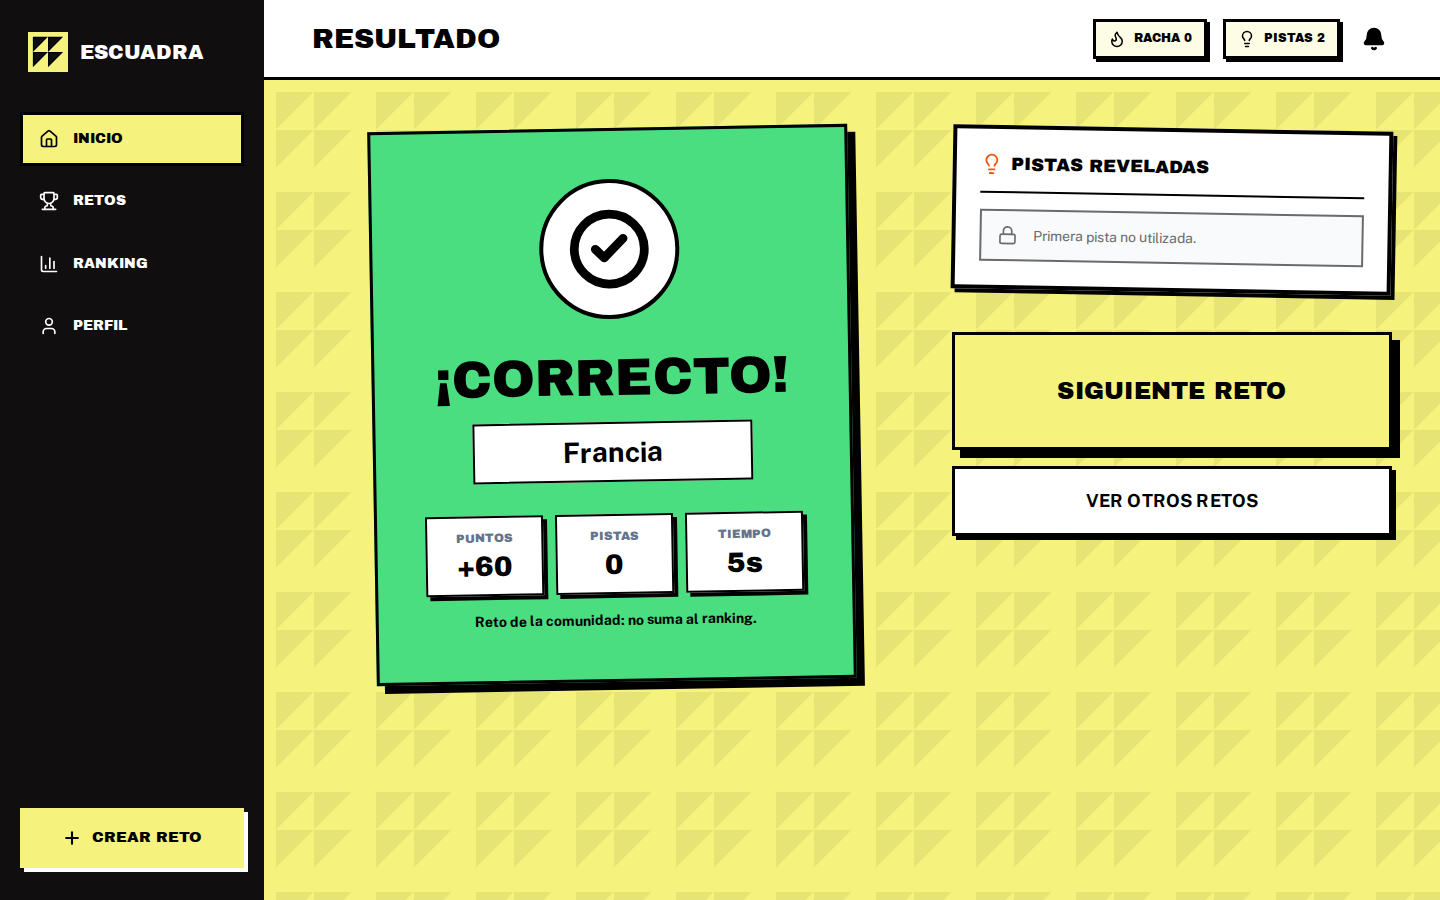 ESCUADRA
INICIO
RETOS
RANKING
PERFIL
CREAR RETO
RESULTADO
RACHA 0
PISTAS 2
¡CORRECTO!
Francia
PUNTOS
+60
PISTAS
0
TIEMPO
5s
Reto de la comunidad: no suma al ranking.
PISTAS REVELADAS
Primera pista no utilizada.
SIGUIENTE RETO
VER OTROS RETOS